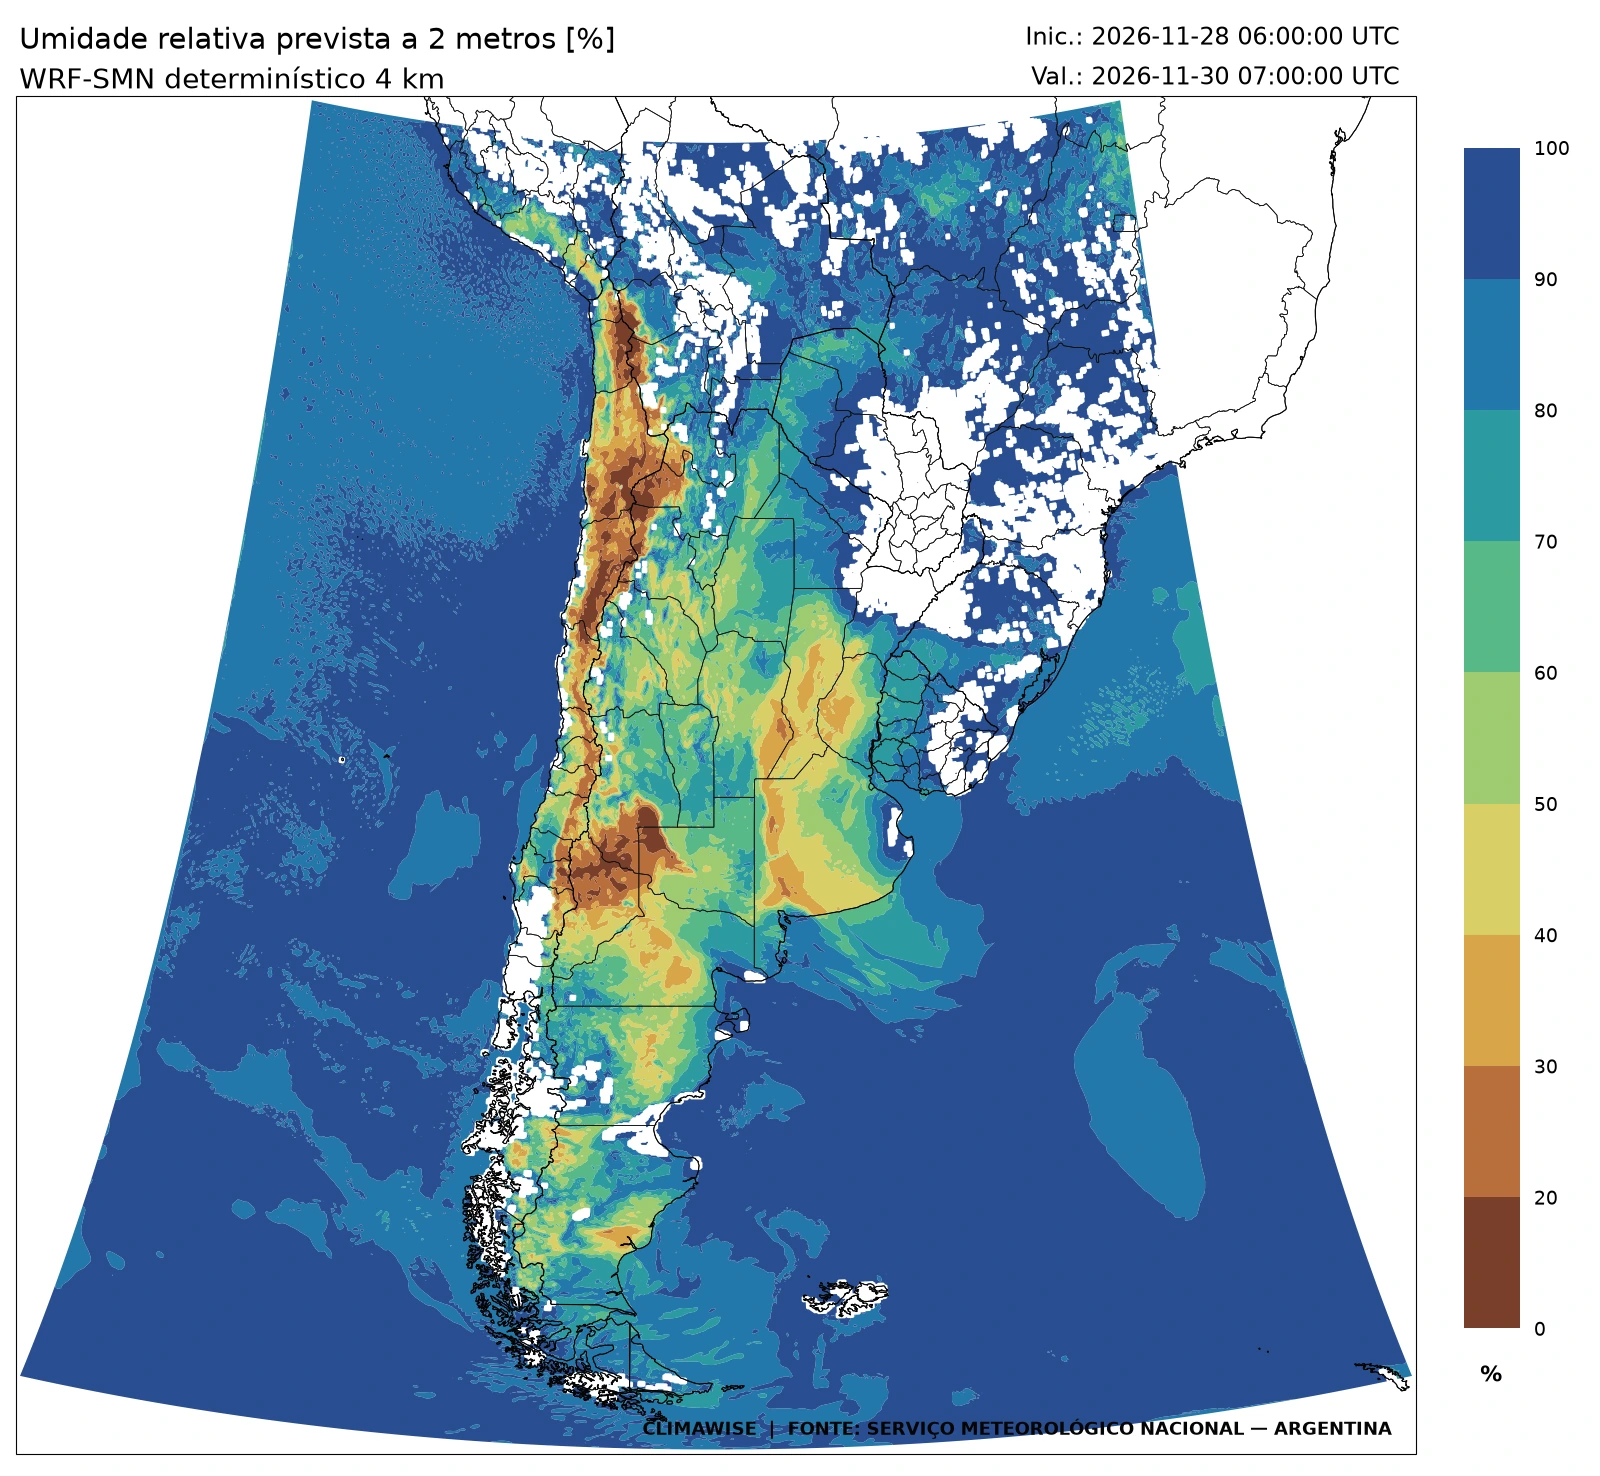 Umidade relativa prevista a 2 metros [%]
WRF-SMN determinístico 4 km
Inic.: 2026-11-28 06:00:00 UTC
Val.: 2026-11-30 07:00:00 UTC
100
90
80
70
60
50
40
30
20
0
%
CLIMAWISE | FONTE: SERVIÇO METEOROLÓGICO NACIONAL — ARGENTINA